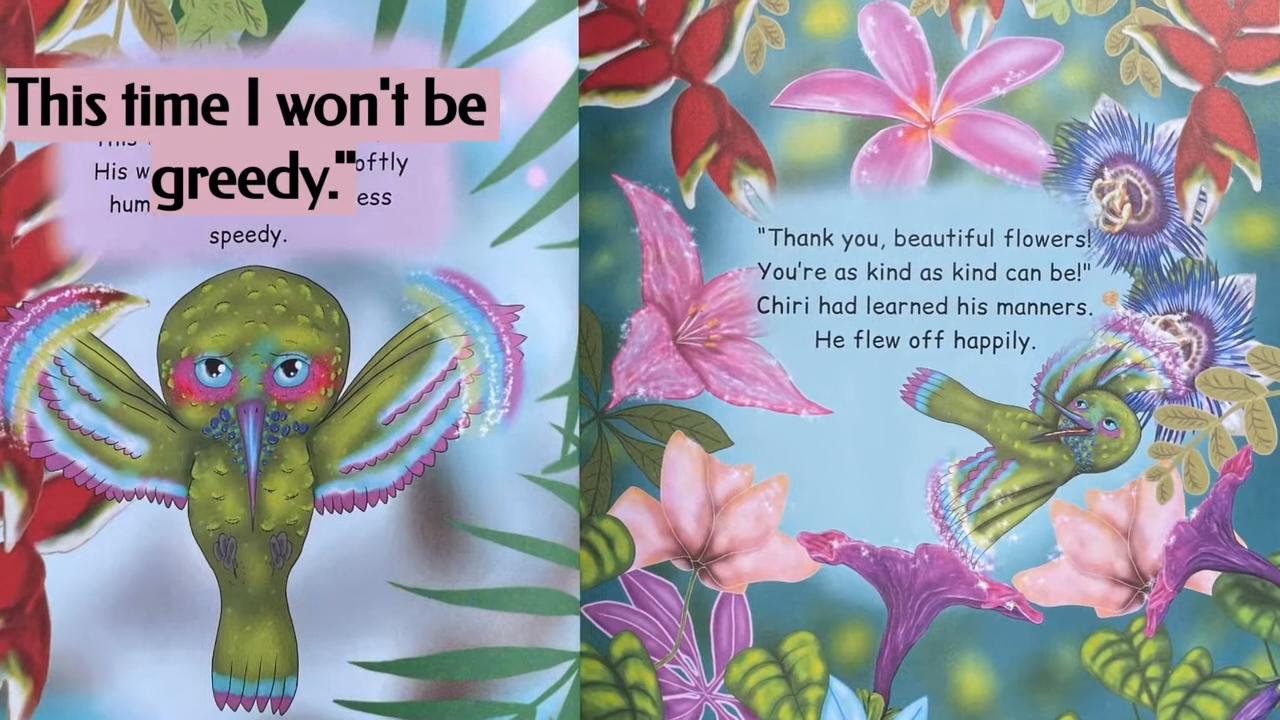 This time I won't be
greedy."
This
His w oftly
hum ess
speedy.
"Thank you, beautiful flowers!
You're as kind as kind can be!"
Chiri had learned his manners.
He flew off happily.